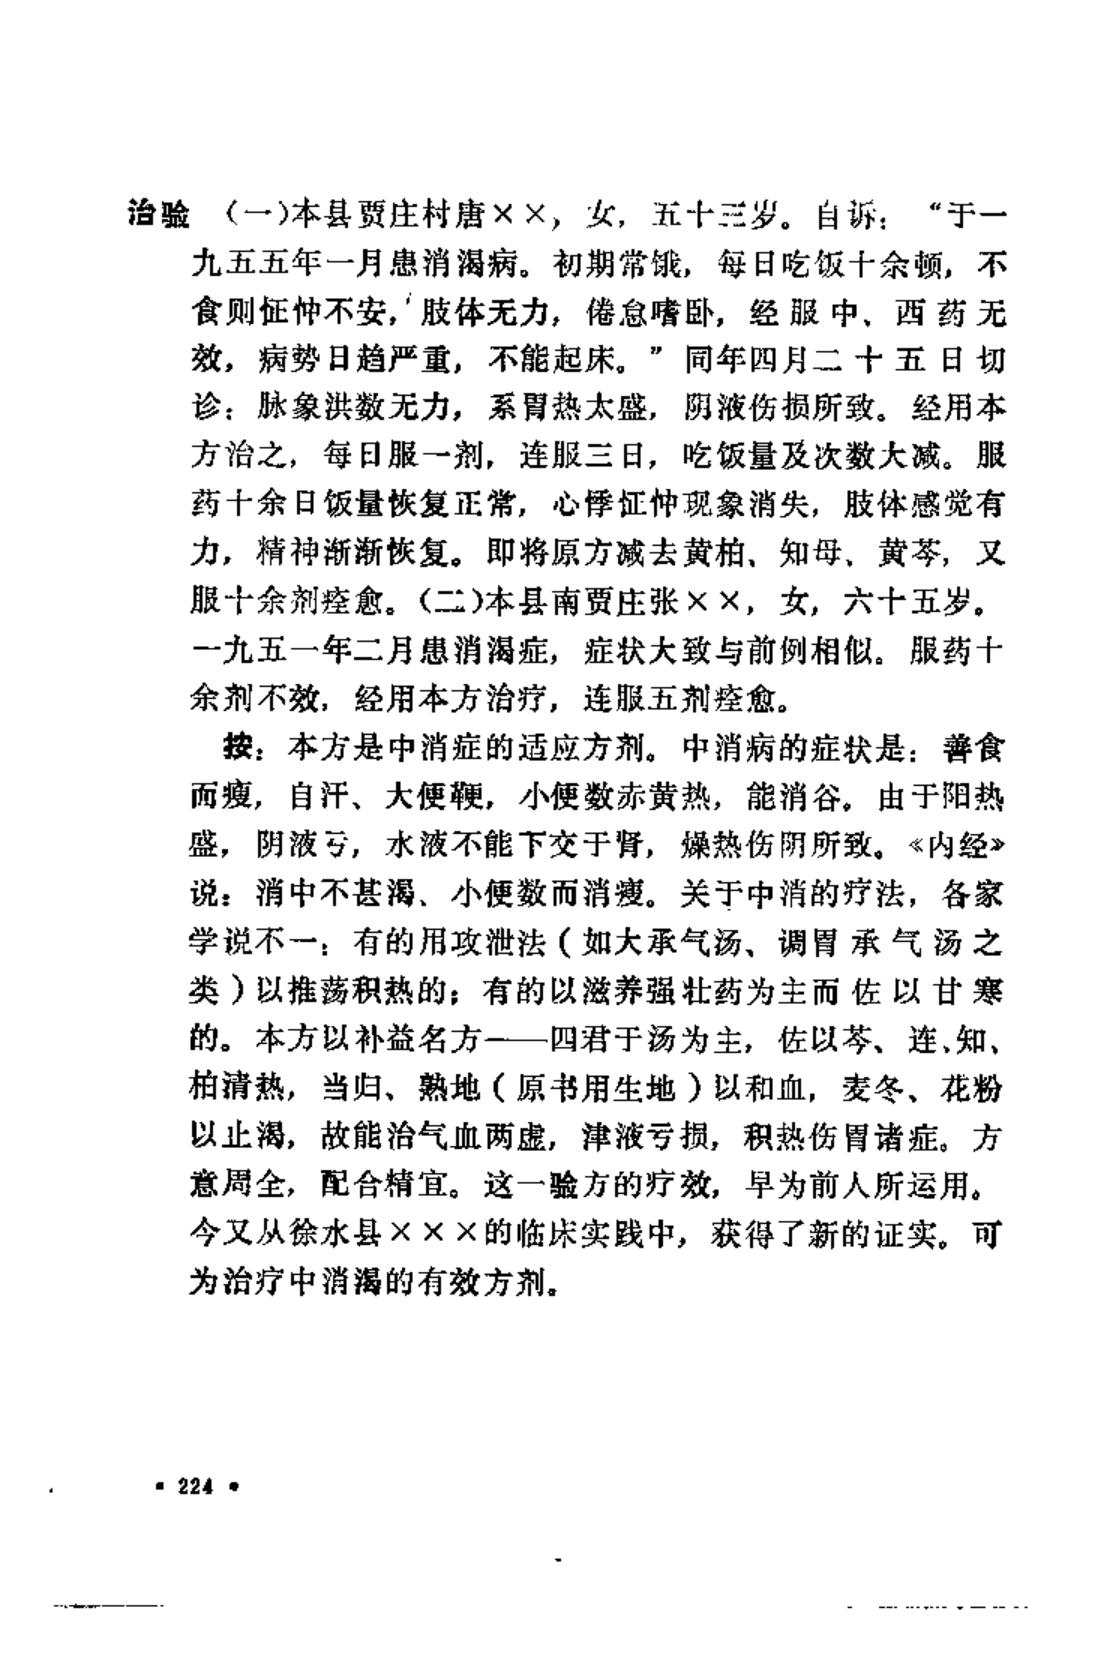 治验 (一)本县贾庄村唐××，女，五十三岁。自诉：“于一
九五五年一月患消渴病。初期常饿，每日吃饭十余顿，不
食则怔忡不安，肢体无力，倦怠嗜卧，经服中、西药无
效，病势日趋严重，不能起床。”同年四月二十五日切
诊：脉象洪数无力，系胃热太盛，阴液伤损所致。经用本
方治之，每日服一剂，连服三日，吃饭量及次数大减。服
药十余日饭量恢复正常，心悸怔忡现象消失，肢体感觉有
力，精神渐渐恢复。即将原方减去黄柏、知母、黄芩，又
服十余剂痊愈。(二)本县南贾庄张××，女，六十五岁。
一九五一年二月患消渴症，症状大致与前例相似。服药十
余剂不效，经用本方治疗，连服五剂痊愈。
按：本方是中消症的适应方剂。中消病的症状是：善食
而瘦，自汗、大便鞕，小便数赤黄热，能消谷。由于阳热
盛，阴液亏，水液不能下交于肾，燥热伤阴所致。《内经》
说：消中不甚渴、小便数而消瘦。关于中消的疗法，各家
学说不一：有的用攻泄法(如大承气汤、调胃承气汤之
类)以推荡积热的；有的以滋养强壮药为主而佐以甘寒
的。本方以补益名方——四君于汤为主，佐以芩、连、知、
柏清热，当归、熟地(原书用生地)以和血，麦冬、花粉
以止渴，故能治气血两虚，津液亏损，积热伤胃诸症。方
意周全，配合精宜。这一验方的疗效，早为前人所运用。
今又从徐水县×××的临床实践中，获得了新的证实。可
为治疗中消渴的有效方剂。
·224·